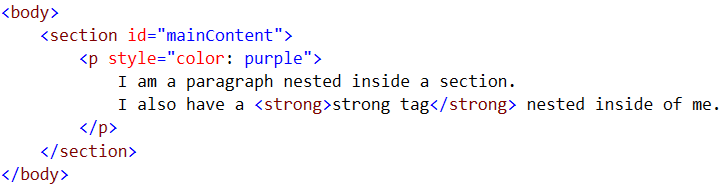 <body>
    <section id="mainContent">
        <p style="color: purple">
            I am a paragraph nested inside a section.
            I also have a <strong>strong tag</strong> nested inside of me.
        </p>
    </section>
</body>